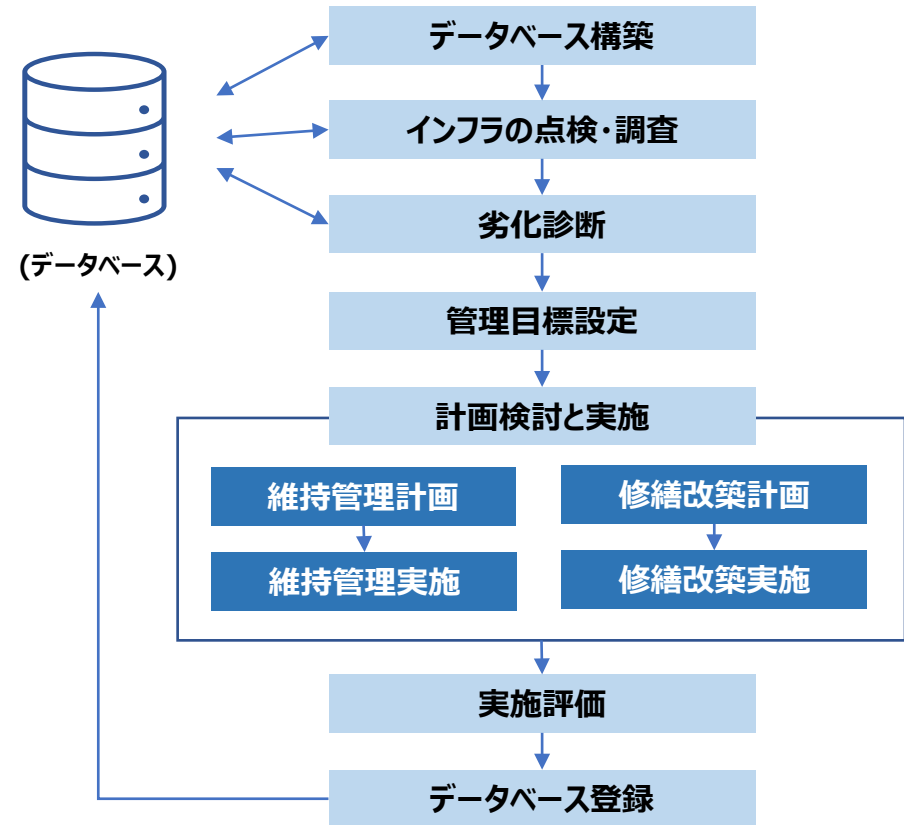 データベース構築
インフラの点検・調査
劣化診断
(データベース)
管理目標設定
計画検討と実施
維持管理計画
修繕改築計画
維持管理実施
修繕改築実施
実施評価
データベース登録